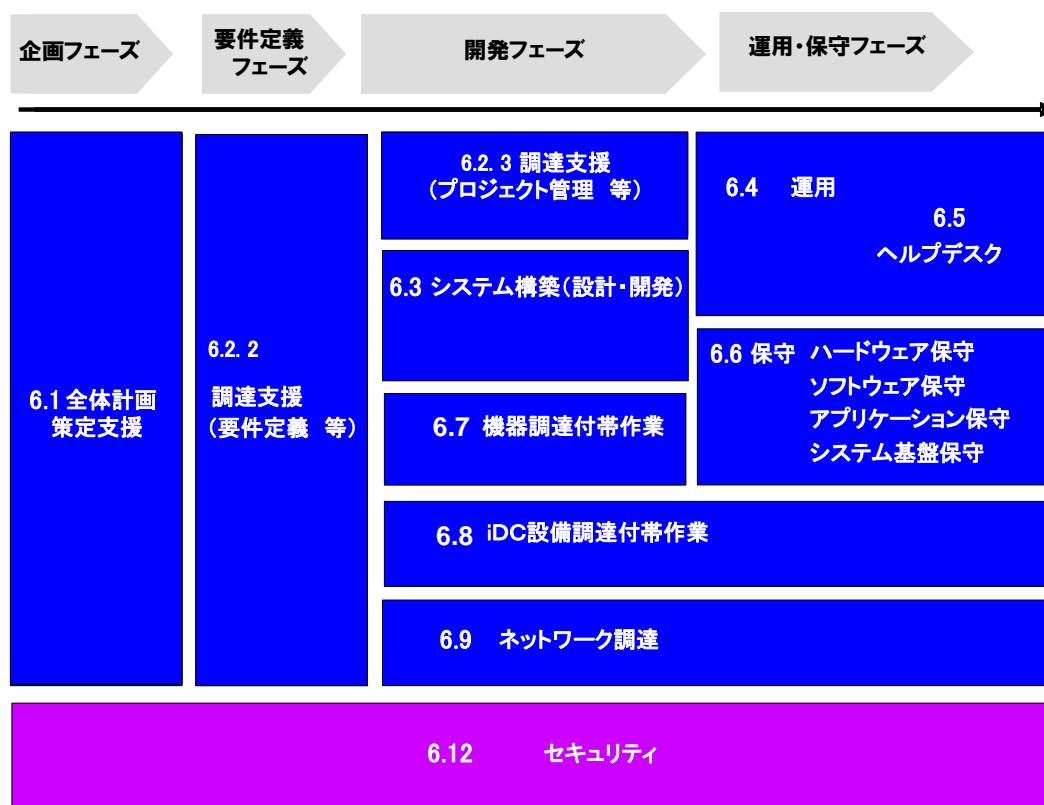 企画フェーズ
要件定義
フェーズ
開発フェーズ
運用・保守フェーズ
6.1 全体計画
策定支援
6.2. 2
調達支援
(要件定義 等)
6.2. 3 調達支援
(プロジェクト管理 等)
6.3 システム構築(設計・開発)
6.7 機器調達付帯作業
6.4 運用
6.5
ヘルプデスク
6.6 保守 ハードウェア保守
ソフトウェア保守
アプリケーション保守
システム基盤保守
6.8 iDC設備調達付帯作業
6.9 ネットワーク調達
6.12 セキュリティ